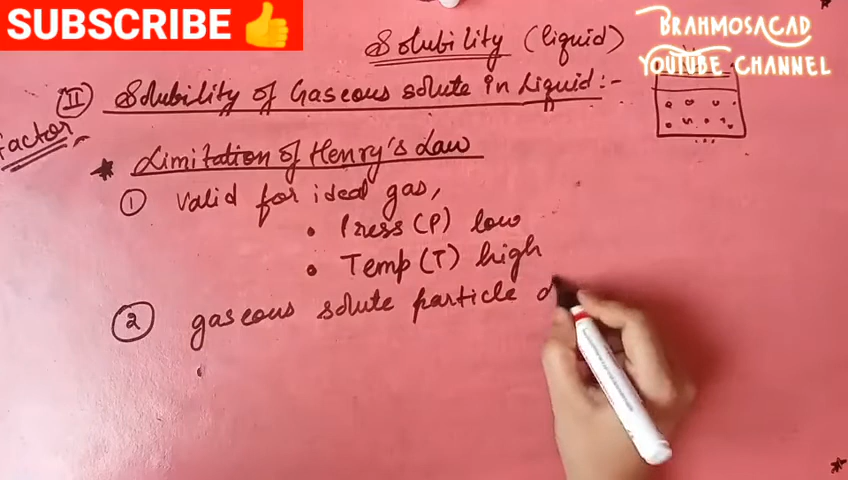 SUBSCRIBE
Solubility (liquid)
BRAHMOSACAD
YOUTUBE CHANNEL
II Solubility of Gaseous solute in Liquid:-
Factor
Limitation of Henry's Law
1 Valid for ideal gas,
• Press (P) low
• Temp (T) high
2 gaseous solute particle d